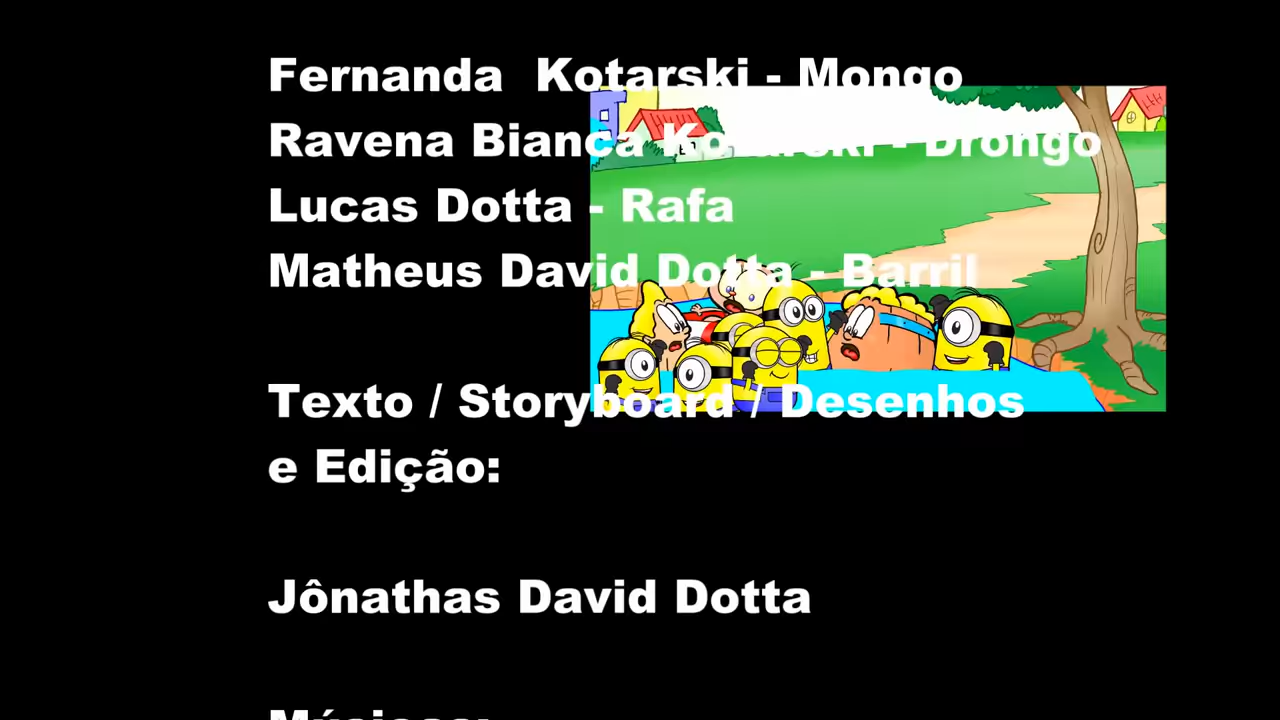 Fernanda  Kotarski - Mongo
Ravena Bianca Kotarski - Drongo
Lucas Dotta - Rafa
Matheus David Dotta - Barril
Texto / Storyboard / Desenhos
e Edição:
Jônathas David Dotta